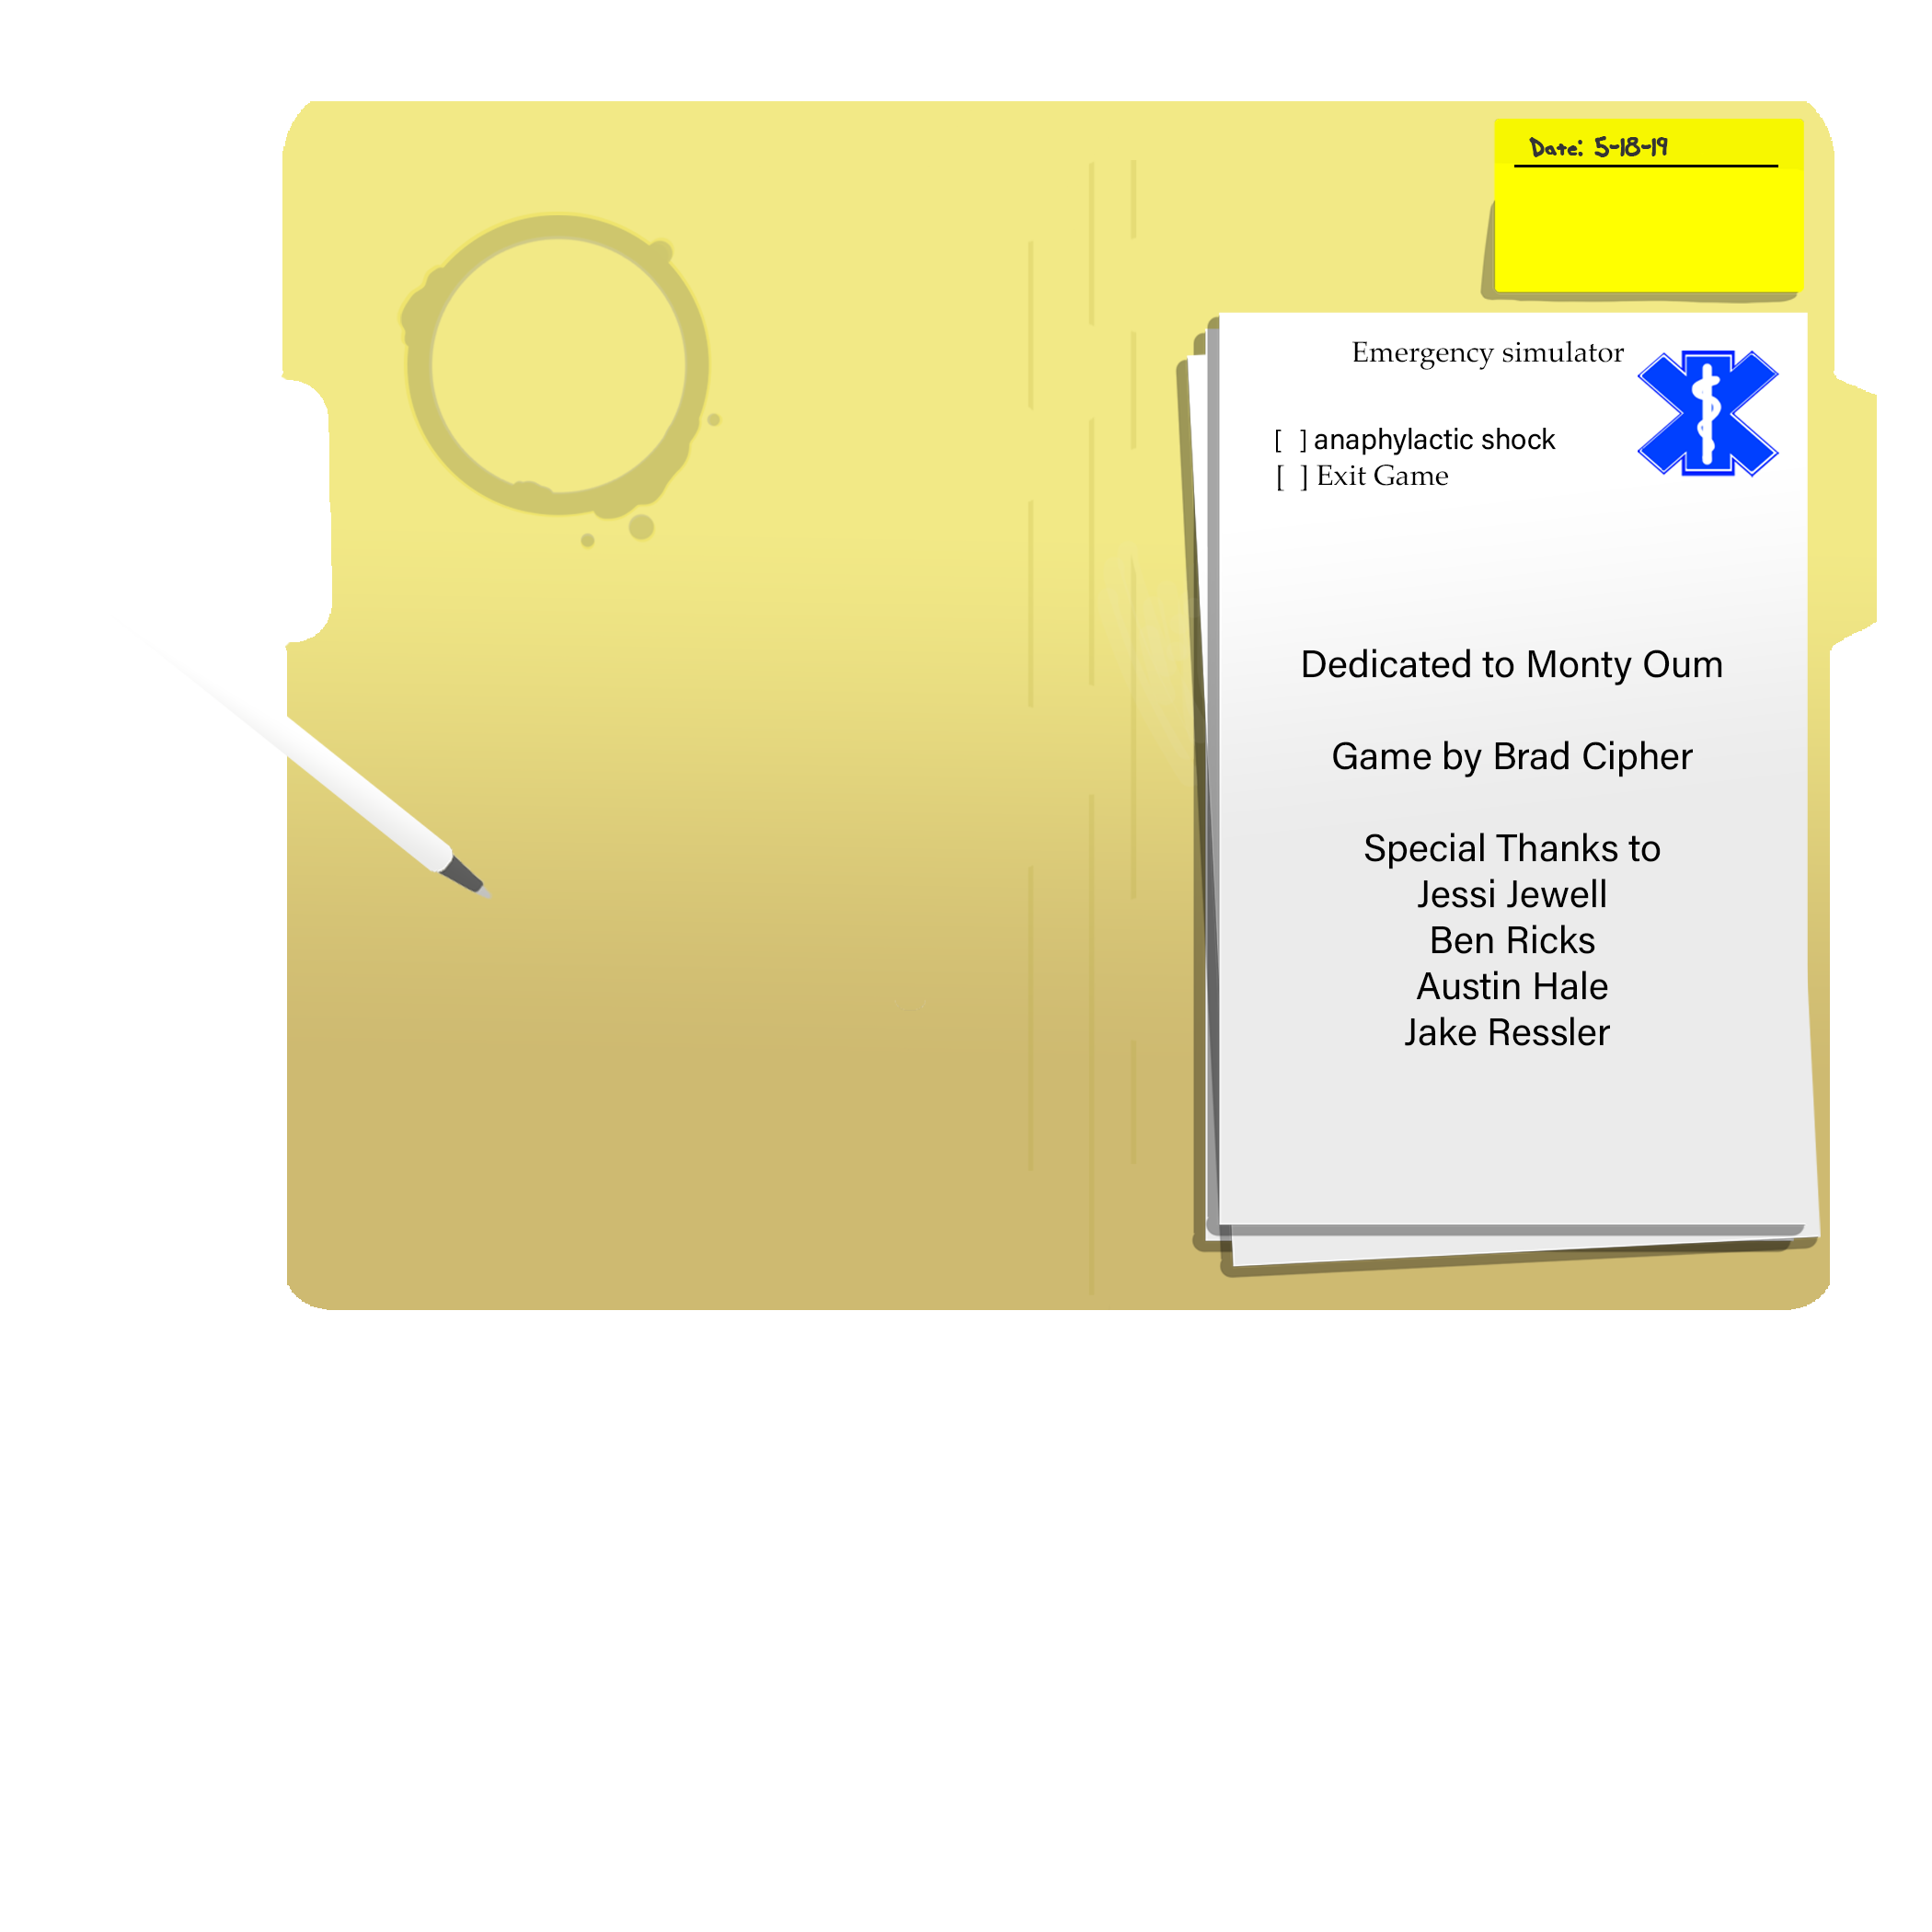 Date: 5-18-19
Emergency simulator
[ ] anaphylactic shock
[ ] Exit Game
Dedicated to Monty Oum
Game by Brad Cipher
Special Thanks to
Jessi Jewell
Ben Ricks
Austin Hale
Jake Ressler